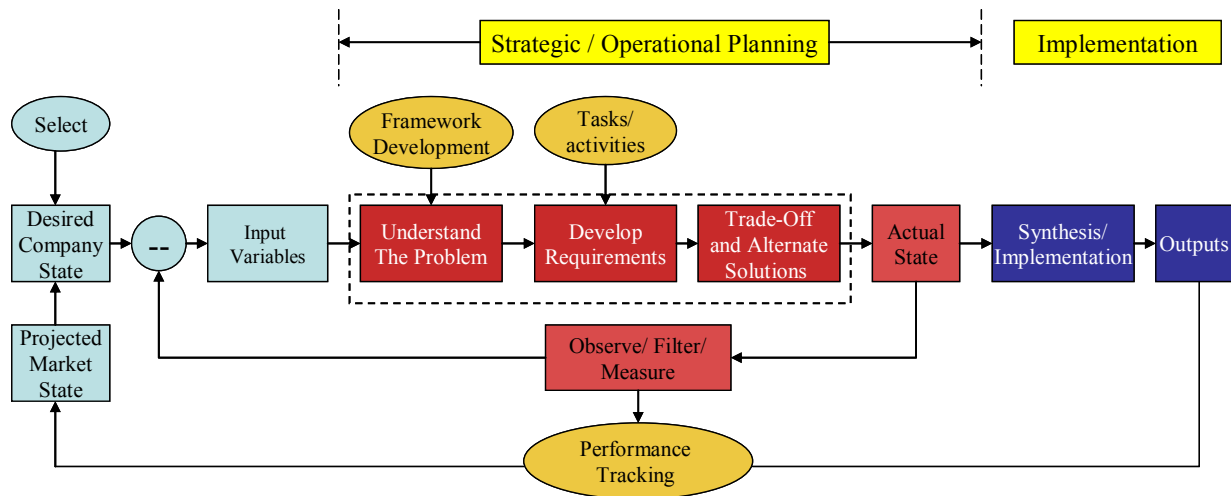 Strategic / Operational Planning
Implementation
Select
Framework
Development
Tasks/
activities
Desired
Company
State
--
Input
Variables
Understand
The Problem
Develop
Requirements
Trade-Off
and Alternate
Solutions
Actual
State
Synthesis/
Implementation
Outputs
Projected
Market
State
Observe/ Filter/
Measure
Performance
Tracking